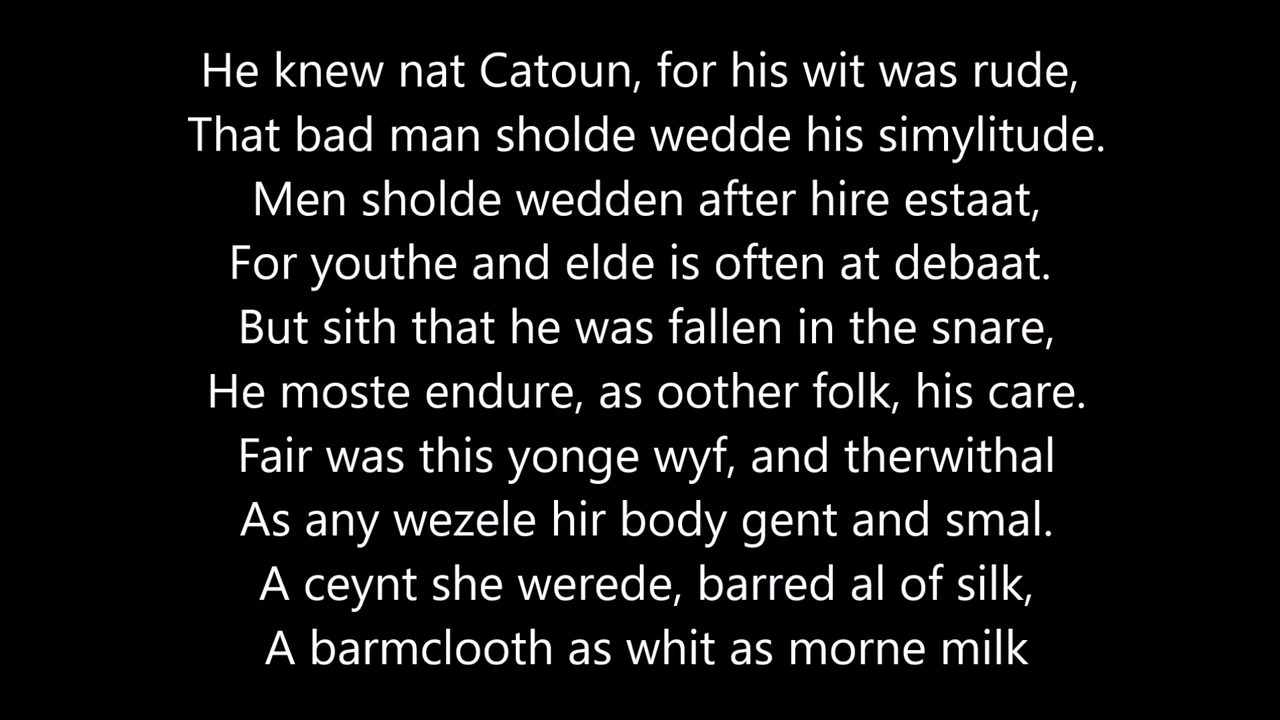 He knew nat Catoun, for his wit was rude,
That bad man sholde wedde his simylitude.
Men sholde wedden after hire estaat,
For youthe and elde is often at debaat.
But sith that he was fallen in the snare,
He moste endure, as oother folk, his care.
Fair was this yonge wyf, and therwithal
As any wezele hir body gent and smal.
A ceynt she werede, barred al of silk,
A barmclooth as whit as morne milk